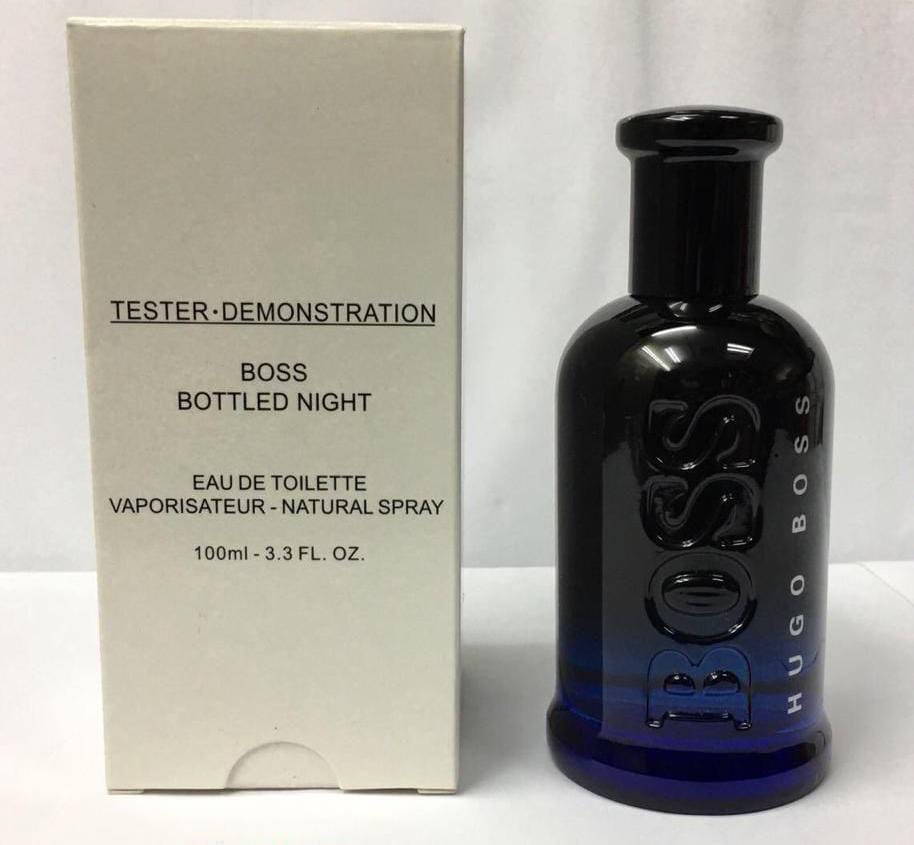 TESTER•DEMONSTRATION
BOSS
BOTTLED NIGHT
EAU DE TOILETTE
VAPORISATEUR - NATURAL SPRAY
100ml - 3.3 FL. OZ.
BOSS
HUGO BOSS